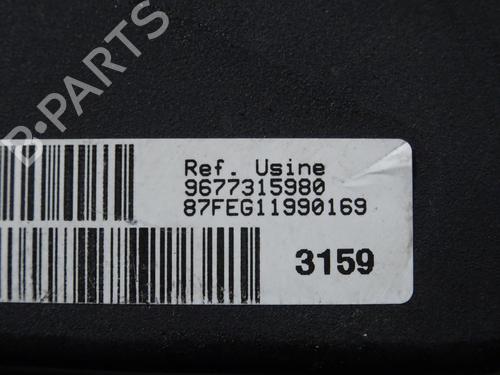 B-PARTS
Ref. Usine
9677315980
87FEG11990169
3159